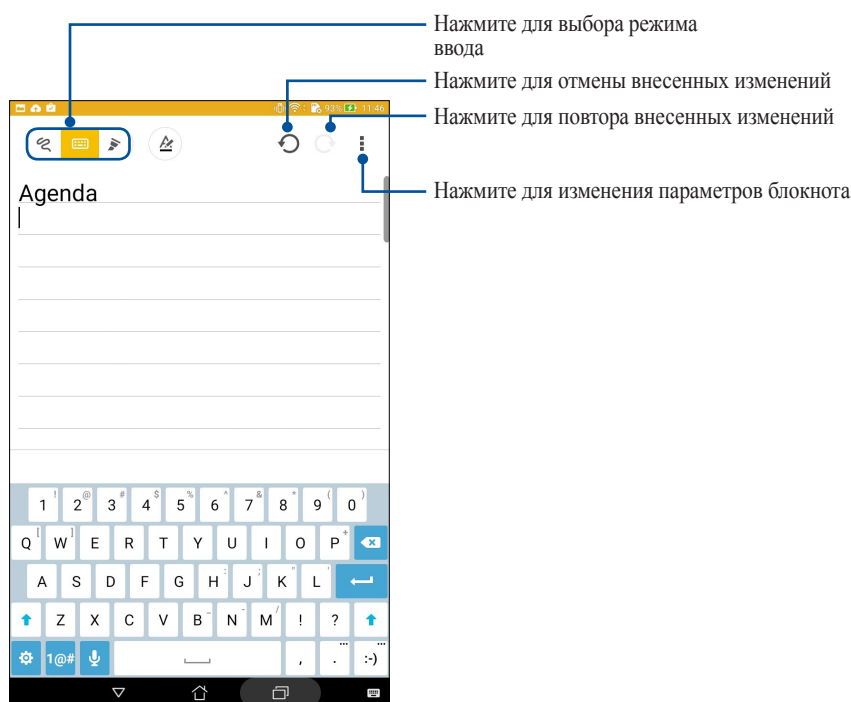 Нажмите для выбора режима
ввода
Нажмите для отмены внесенных изменений
Нажмите для повтора внесенных изменений
Нажмите для изменения параметров блокнота
93% 11:46
Agenda
1 ! 2 @ 3 # 4 $ 5 % 6 ^ 7 & 8 * 9 ( 0 )
Q [ W ] E R T Y U I O P +
A S D F G H : J ; K " L '
Z X C V B _ N - M / ! ?
1@# , . ... :-) ...